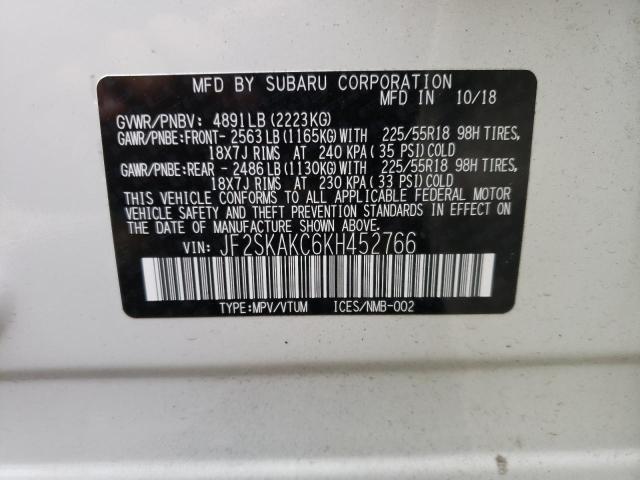 MFD BY SUBARU CORPORATION
MFD IN 10/18
GVWR/PNBV: 4891LB (2223KG)
GAWR/PNBE:FRONT- 2563 LB (1165KG) WITH 225/55R18 98H TIRES,
18X7J RIMS AT 240 KPA ( 35 PSI) COLD
GAWR/PNBE:REAR - 2486 LB (1130KG) WITH 225/55R18 98H TIRES,
18X7J RIMS AT 230 KPA ( 33 PSI) COLD
THIS VEHICLE CONFORMS TO ALL APPLICABLE FEDERAL MOTOR
VEHICLE SAFETY AND THEFT PREVENTION STANDARDS IN EFFECT ON
THE DATE OF MANUFACTURE SHOWN ABOVE.
VIN: JF2SKAKC6KH452766
TYPE:MPV/VTUM ICES/NMB-002